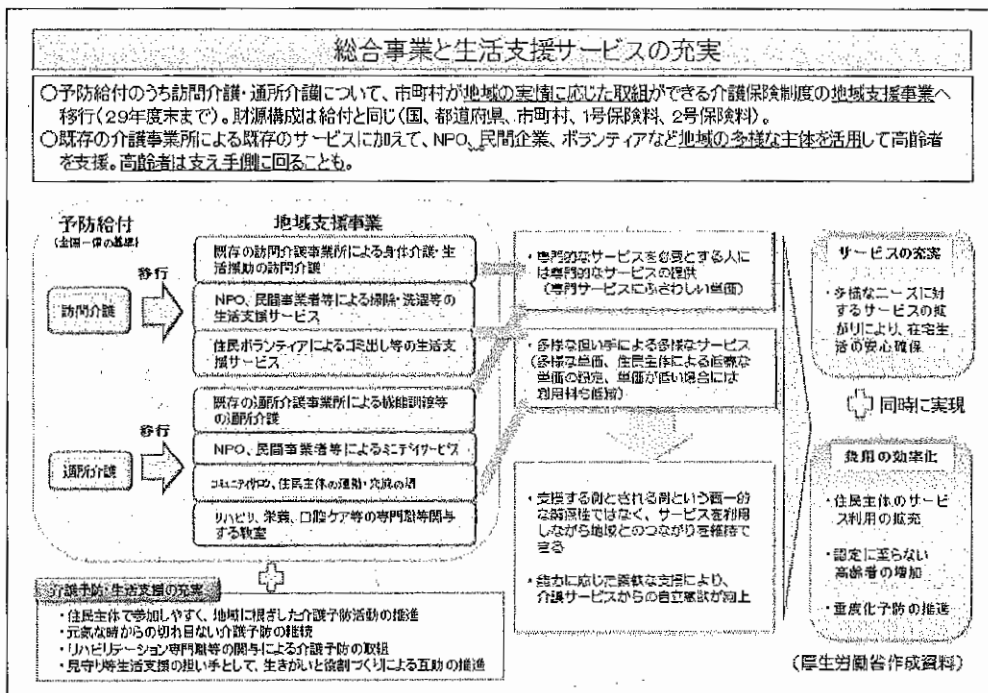 総合事業と生活支援サービスの充実
○予防給付のうち訪問介護・通所介護について、市町村が地域の実情に応じた取組ができる介護保険制度の地域支援事業へ
移行(29年度末まで)。財源構成は給付と同じ(国、都道府県、市町村、1号保険料、2号保険料)。
○既存の介護事業所による既存のサービスに加えて、NPO、民間企業、ボランティアなど地域の多様な主体を活用して高齢者
を支援。高齢者は支え手側に回ることも。
予防給付
(全国一律の基準)
訪問介護
移行
通所介護
移行
地域支援事業
既存の訪問介護事業所による身体介護・生
活援助の訪問介護
NPO、民間事業者等による掃除・洗濯等の
生活支援サービス
住民ボランティアによるゴミ出し等の生活支
援サービス
既存の通所介護事業所による機能訓練等
の通所介護
NPO、民間事業者等によるミニデイサービス
コミュニティサロン、住民主体の運動・交流の場
リハビリ、栄養、口腔ケア等の専門職等関与
する教室
介護予防・生活支援の充実
・住民主体で参加しやすく、地域に根ざした介護予防活動の推進
・元気な時からの切れ目ない介護予防の継続
・リハビリテーション専門職等の関与による介護予防の取組
・見守り等生活支援の担い手として、生きがいと役割づくりによる互助の推進
・専門的なサービスを必要とする人に
は専門的なサービスの提供
(専門サービスにふさわしい単価)
・多様な担い手による多様なサービス
(多様な単価、住民主体による低廉な
単価の設定、単価が低い場合には
利用料も低減)
・支援する側とされる側という画一的
な関係性ではなく、サービスを利用
しながら地域とのつながりを維持で
きる
・能力に応じた柔軟な支援により、
介護サービスからの自立意欲が向上
サービスの充実
・多様なニーズに対
するサービスの拡
がりにより、在宅生
活の安心確保
同時に実現
費用の効率化
・住民主体のサービ
ス利用の拡充
・認定に至らない
高齢者の増加
・重度化予防の推進
(厚生労働省作成資料)